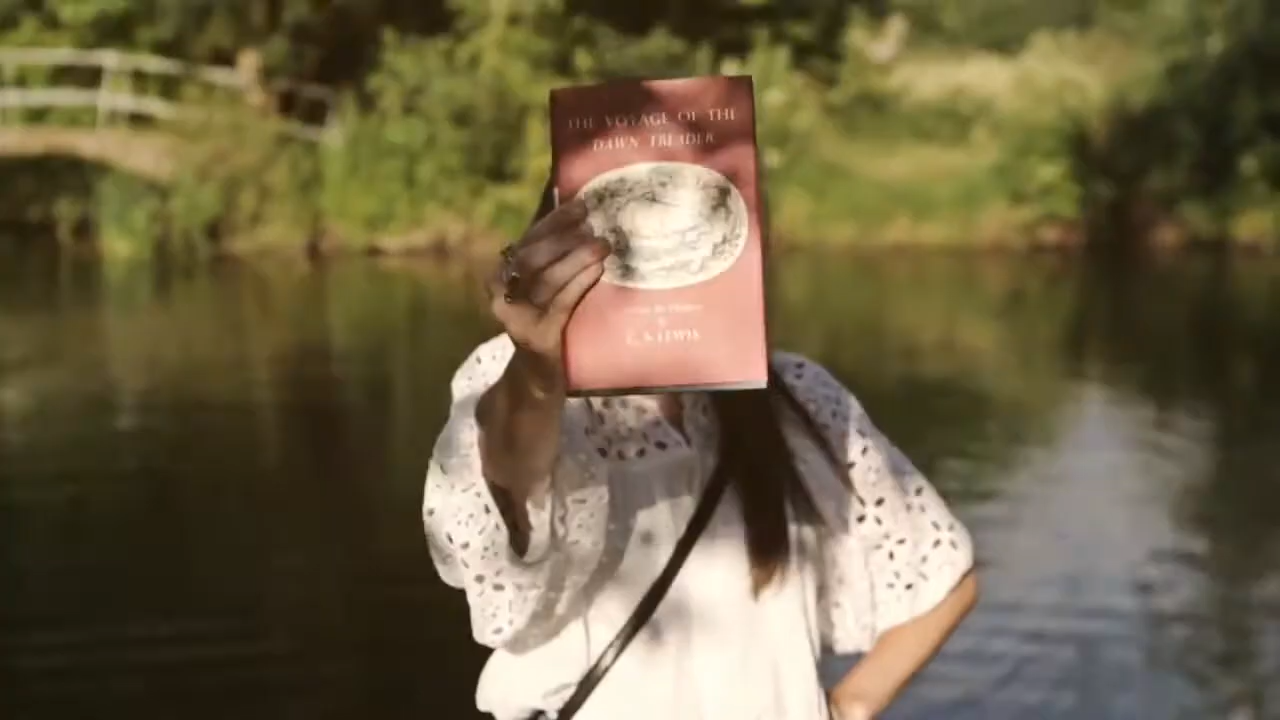 THE VOYAGE OF THE
DAWN TREADER
C. S. LEWIS